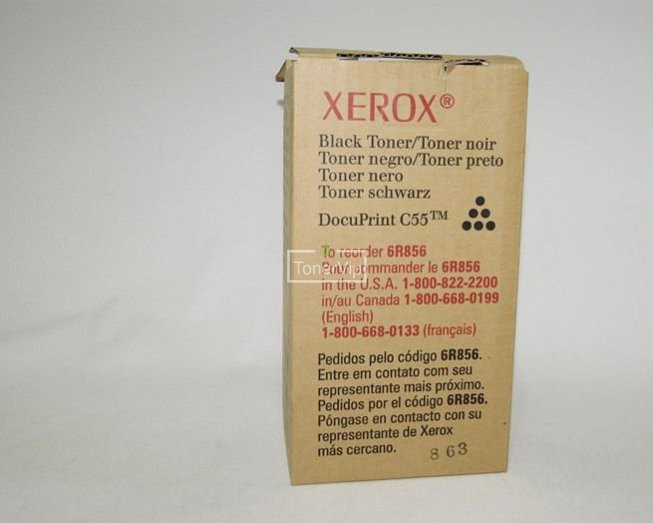 XEROX®
Black Toner/Toner noir
Toner negro/Toner preto
Toner nero
Toner schwarz
DocuPrint C55™
To reorder 6R856
Pour commander le 6R856
in the U.S.A. 1-800-822-2200
in/au Canada 1-800-668-0199
(English)
1-800-668-0133 (français)
TonerVip
Pedidos pelo código 6R856.
Entre em contato com seu
representante mais próximo.
Pedidos por el código 6R856.
Póngase en contacto con su
representante de Xerox
más cercano.
863